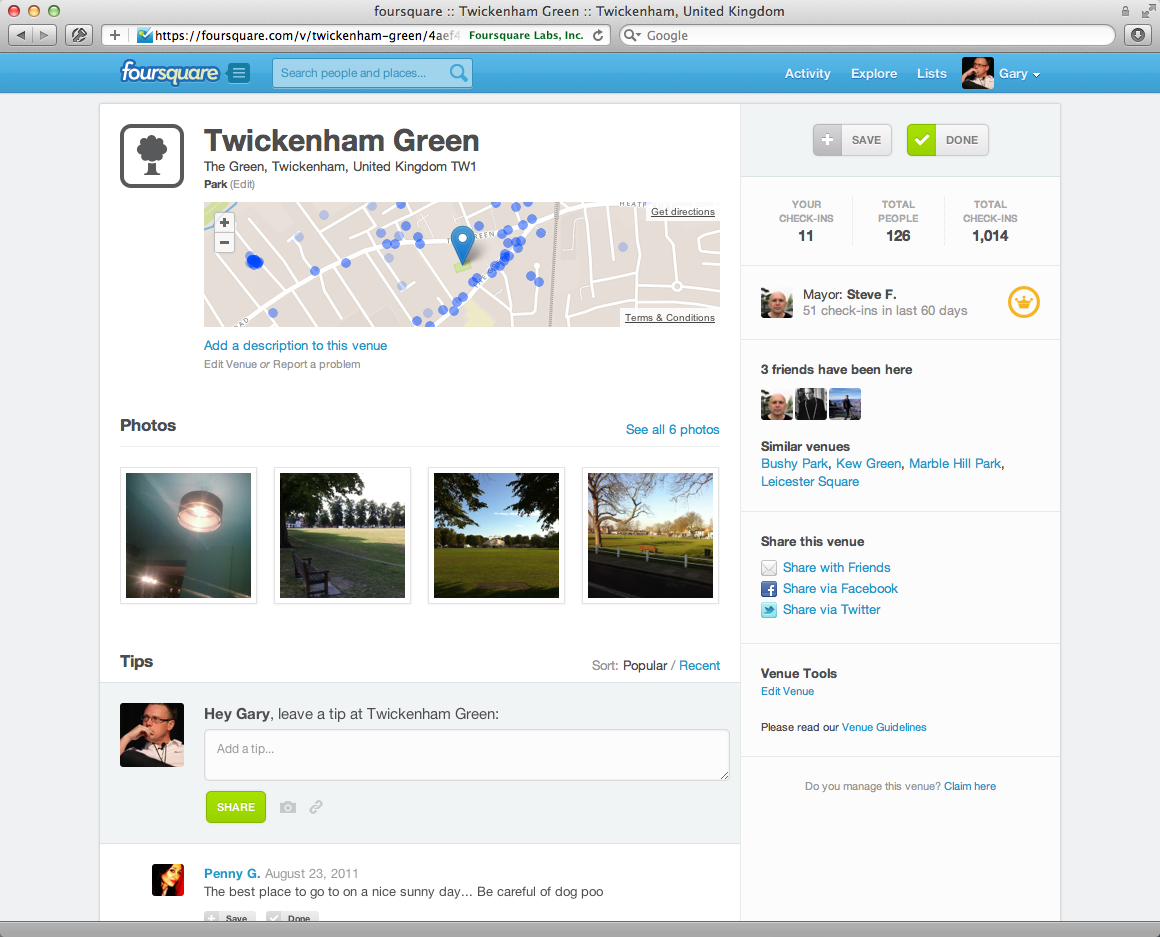 foursquare :: Twickenham Green :: Twickenham, United Kingdom
https://foursquare.com/v/twickenham-green/4aef4 Foursquare Labs, Inc.
Google
foursquare
Search people and places...
Activity Explore Lists Gary
Twickenham Green
The Green, Twickenham, United Kingdom TW1
Park (Edit)
Get directions
Terms & Conditions
Add a description to this venue
Edit Venue or Report a problem
Photos
See all 6 photos
Tips
Sort: Popular / Recent
Hey Gary, leave a tip at Twickenham Green:
Add a tip...
SHARE
Penny G. August 23, 2011
The best place to go to on a nice sunny day... Be careful of dog poo
Save Done
SAVE DONE
YOUR CHECK-INS
11
TOTAL PEOPLE
126
TOTAL CHECK-INS
1,014
Mayor: Steve F.
51 check-ins in last 60 days
3 friends have been here
Similar venues
Bushy Park, Kew Green, Marble Hill Park,
Leicester Square
Share this venue
Share with Friends
Share via Facebook
Share via Twitter
Venue Tools
Edit Venue
Please read our Venue Guidelines
Do you manage this venue? Claim here